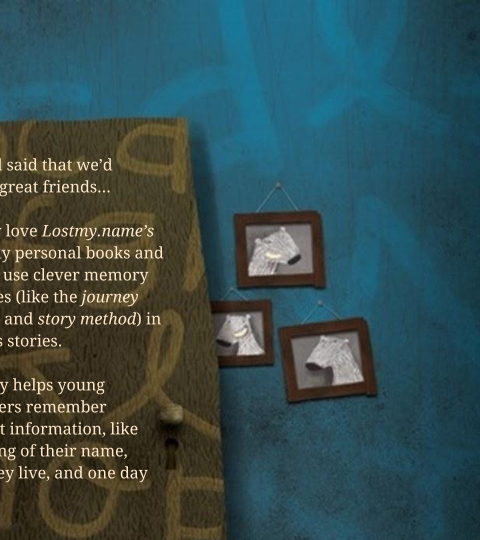 said that we'd
great friends...
love Lostmy.name's
personal books and
use clever memory
(like the journey
and story method) in
stories.
helps young
remember
information, like
of their name,
live, and one day